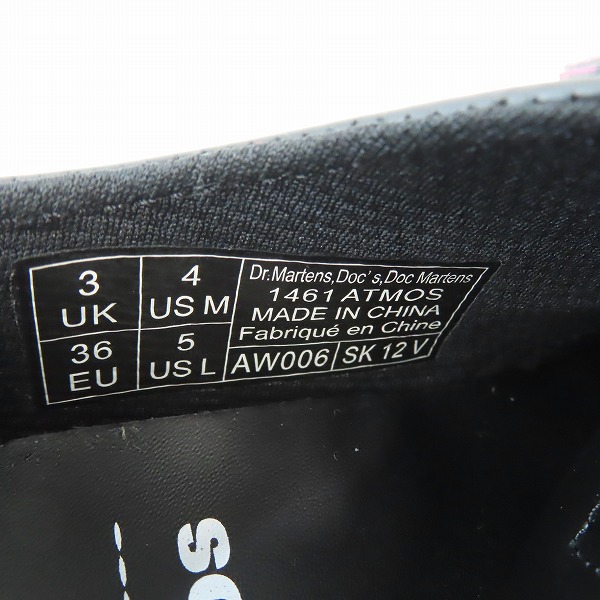 3
UK
4
US M
36
EU
5
US L
Dr.Martens,Doc's,Doc Martens
1461 ATMOS
MADE IN CHINA
Fabriqué en Chine
AW006
SK 12 V